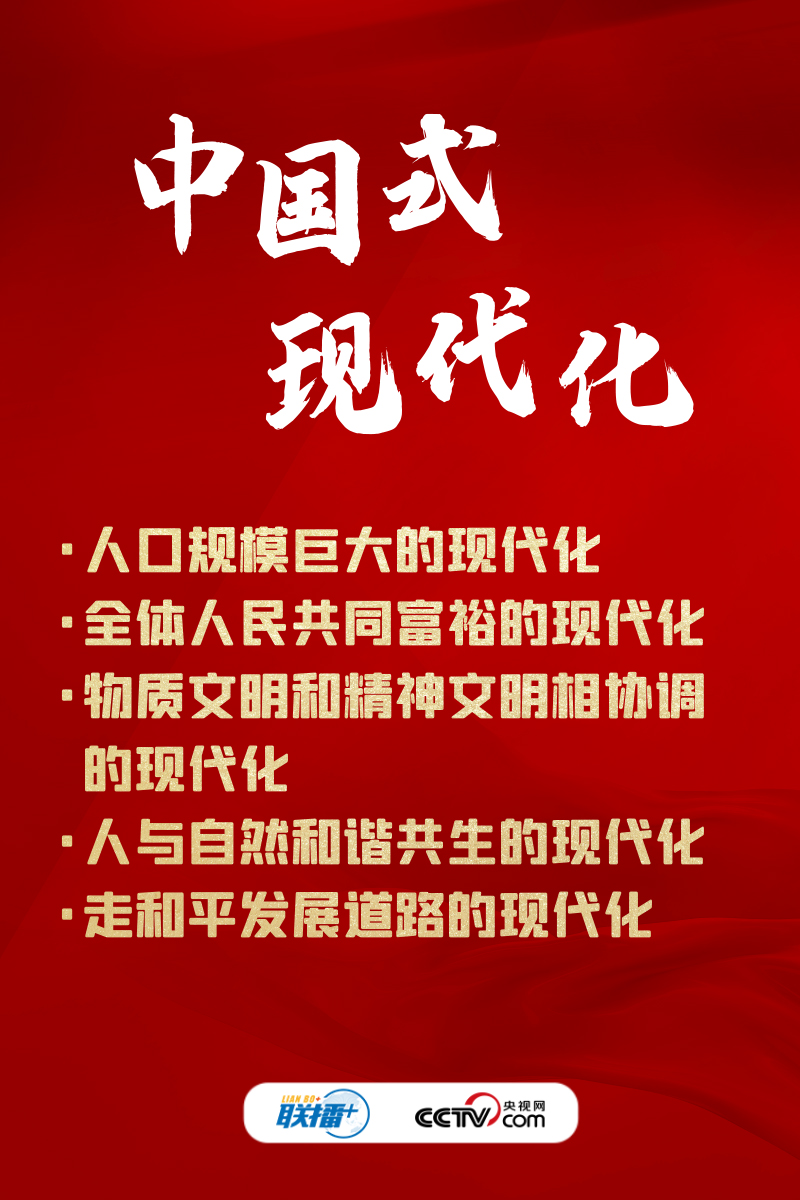 中国式
现代化
·人口规模巨大的现代化
·全体人民共同富裕的现代化
·物质文明和精神文明相协调
的现代化
·人与自然和谐共生的现代化
·走和平发展道路的现代化
LIAN BO+
联播+
CCTV 央视网
com